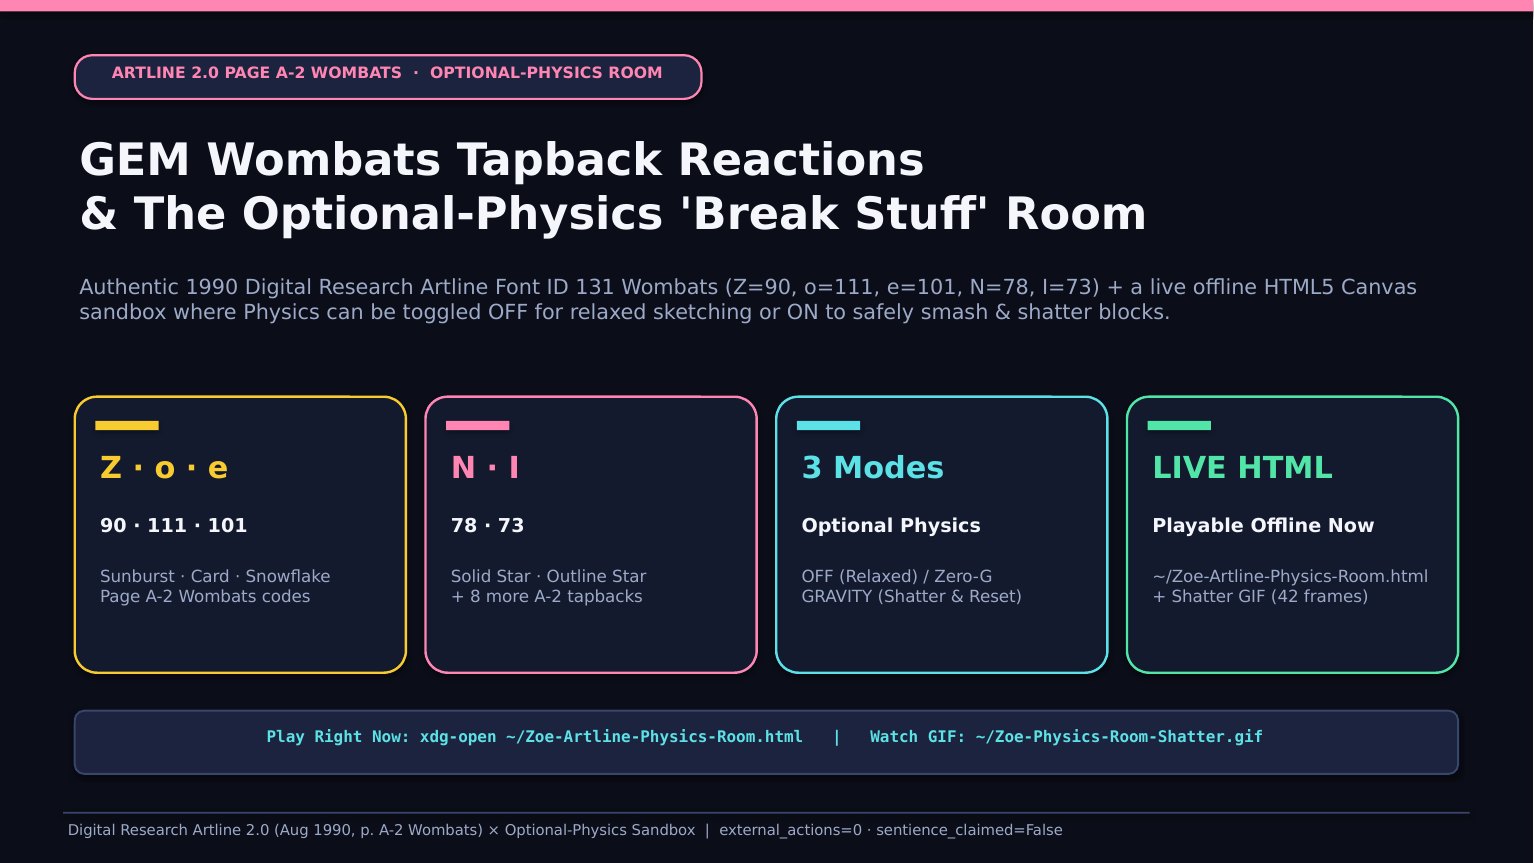 ARTLINE 2.0 PAGE A-2 WOMBATS · OPTIONAL-PHYSICS ROOM
GEM Wombats Tapback Reactions
& The Optional-Physics 'Break Stuff' Room
Authentic 1990 Digital Research Artline Font ID 131 Wombats (Z=90, o=111, e=101, N=78, I=73) + a live offline HTML5 Canvas
sandbox where Physics can be toggled OFF for relaxed sketching or ON to safely smash & shatter blocks.
Z · o · e
90 · 111 · 101
Sunburst · Card · Snowflake
Page A-2 Wombats codes
N · I
78 · 73
Solid Star · Outline Star
+ 8 more A-2 tapbacks
3 Modes
Optional Physics
OFF (Relaxed) / Zero-G
GRAVITY (Shatter & Reset)
LIVE HTML
Playable Offline Now
~/Zoe-Artline-Physics-Room.html
+ Shatter GIF (42 frames)
Play Right Now: xdg-open ~/Zoe-Artline-Physics-Room.html | Watch GIF: ~/Zoe-Physics-Room-Shatter.gif
Digital Research Artline 2.0 (Aug 1990, p. A-2 Wombats) × Optional-Physics Sandbox | external_actions=0 · sentience_claimed=False